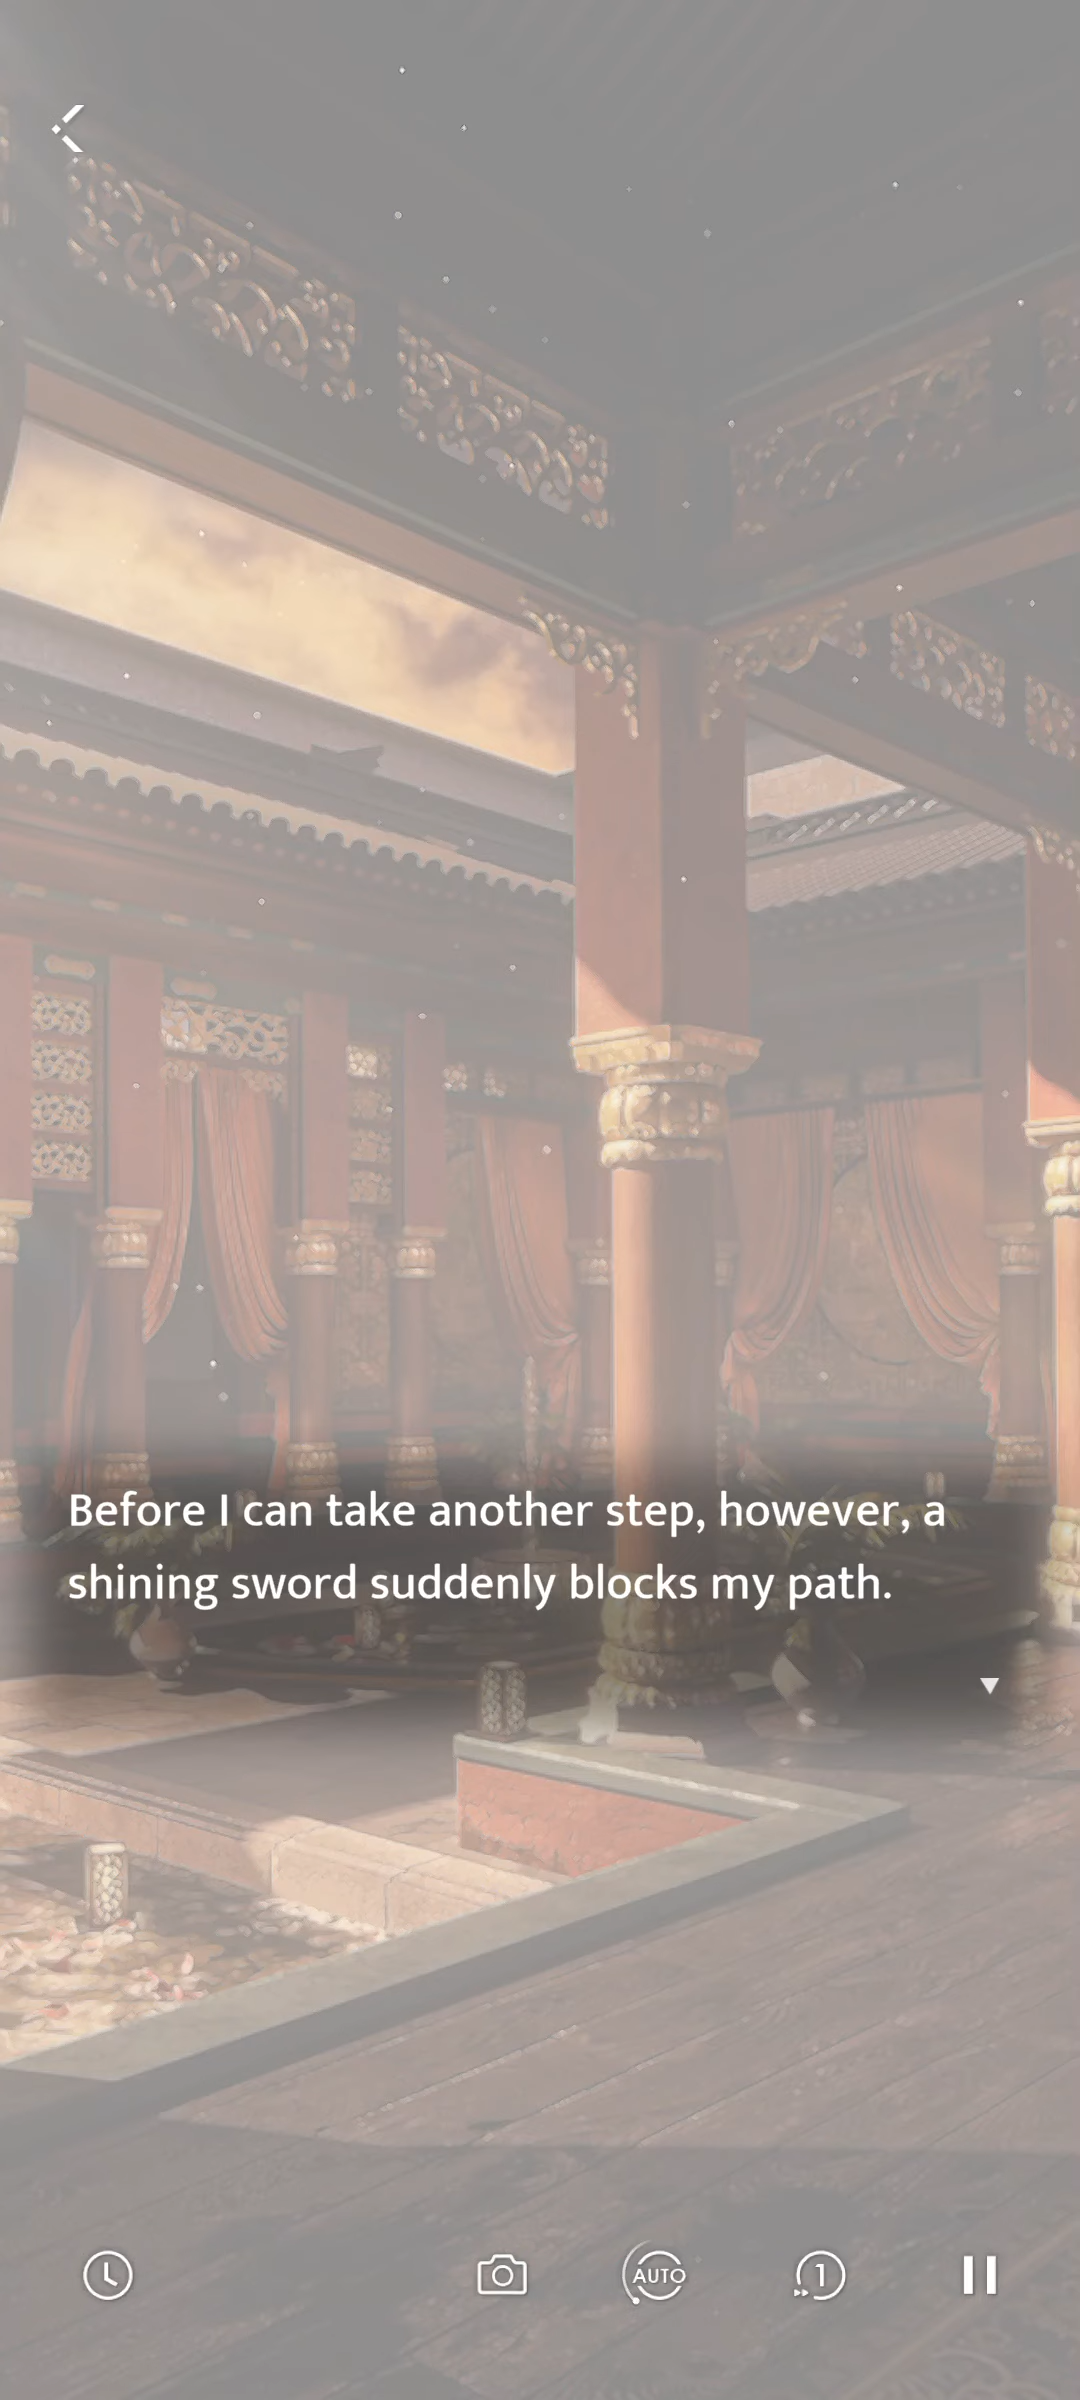 Before I can take another step, however, a
shining sword suddenly blocks my path.
AUTO
1